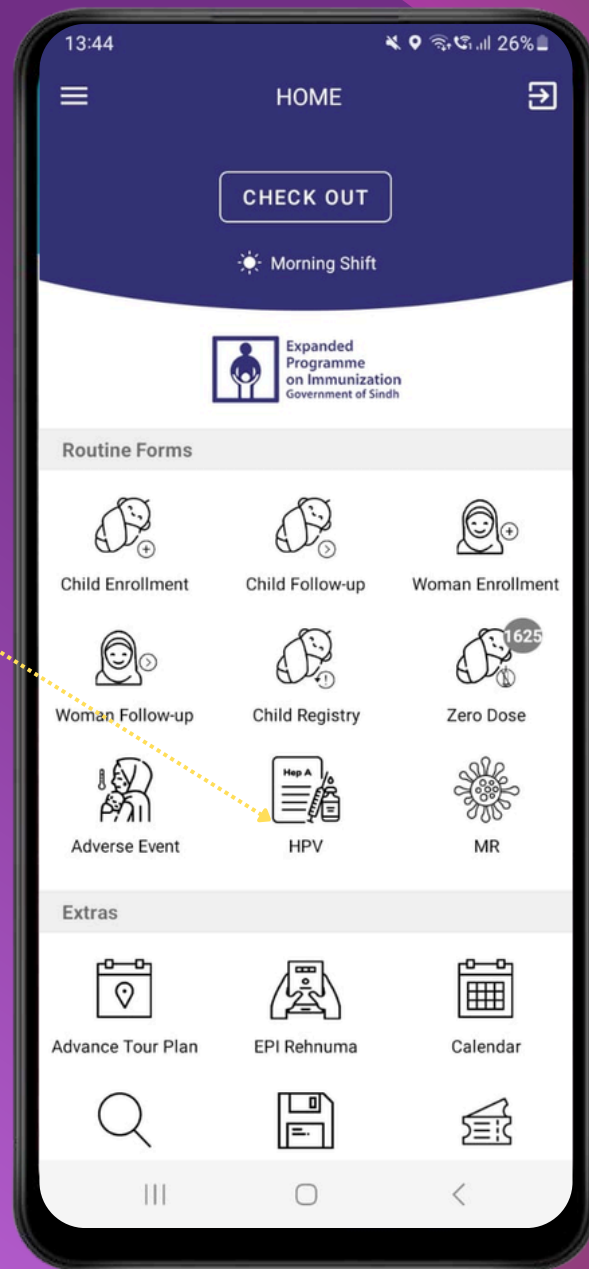 13:44
26%
HOME
CHECK OUT
Morning Shift
Expanded
Programme
on Immunization
Government of Sindh
Routine Forms
Child Enrollment
Child Follow-up
Woman Enrollment
1625
Woman Follow-up
Child Registry
Zero Dose
Hep A
Adverse Event
HPV
MR
Extras
Advance Tour Plan
EPI Rehnuma
Calendar